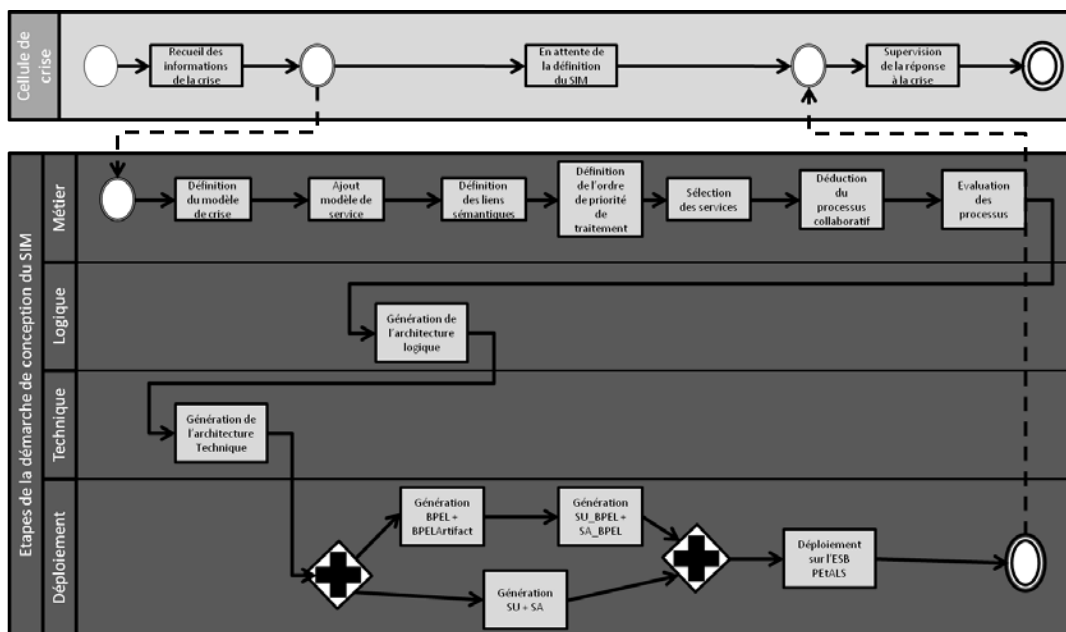 Cellule de
crise
Recueil des
informations
de la crise
En attente de
la définition
du SIM
Supervision
de la réponse
à la crise
Etapes de la démarche de conception du SIM
Métier
Définition
du modèle
de crise
Ajout
modèle de
service
Définition
des liens
sémantiques
Définition
de l'ordre
de priorité
de
traitement
Sélection
des services
Déduction
du
processus
collaboratif
Evaluation
des
processus
Logique
Génération de
l'architecture
logique
Technique
Génération de
l'architecture
Technique
Déploiement
Génération
BPEL +
BPELArtifact
Génération
SU_BPEL +
SA_BPEL
Génération
SU + SA
Déploiement
sur l'ESB
PEtALS